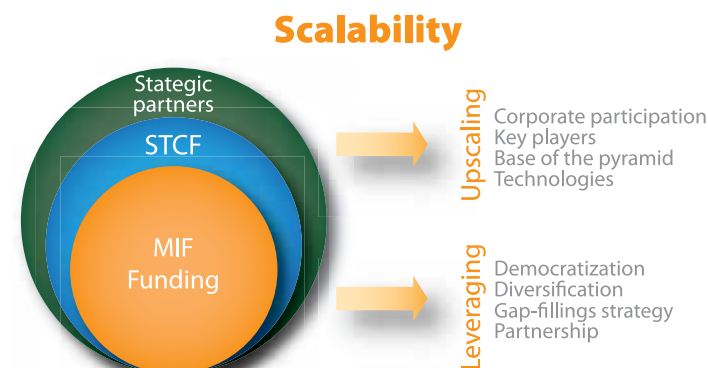 Scalability
Stategic
partners
STCF
MIF
Funding
Upscaling
Corporate participation
Key players
Base of the pyramid
Technologies
Leveraging
Democratization
Diversification
Gap-fillings strategy
Partnership